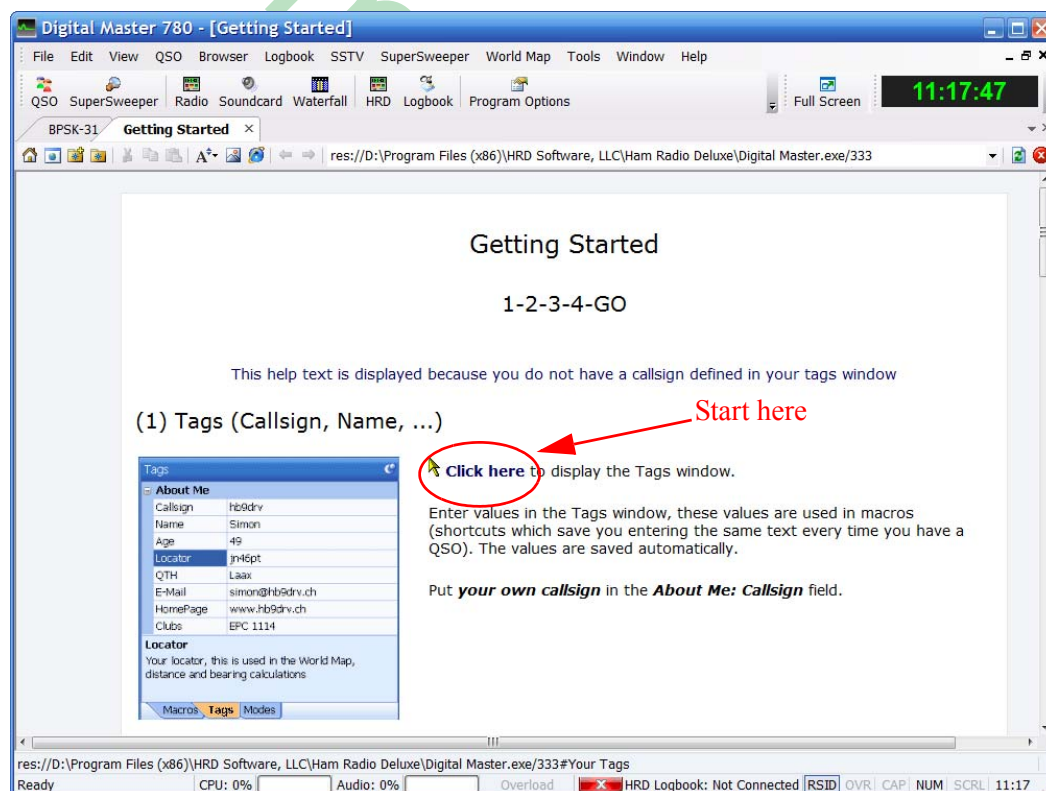 Digital Master 780 - [Getting Started]
File Edit View QSO Browser Logbook SSTV SuperSweeper World Map Tools Window Help
QSO SuperSweeper Radio Soundcard Waterfall HRD Logbook Program Options Full Screen 11:17:47
BPSK-31 Getting Started
res://D:\Program Files (x86)\HRD Software, LLC\Ham Radio Deluxe\Digital Master.exe/333
Getting Started
1-2-3-4-GO
This help text is displayed because you do not have a callsign defined in your tags window
Start here
(1) Tags (Callsign, Name, ...)
Click here to display the Tags window.
Enter values in the Tags window, these values are used in macros
(shortcuts which save you entering the same text every time you have a
QSO). The values are saved automatically.
Put your own callsign in the About Me: Callsign field.
Tags
About Me
Callsign hb9drv
Name Simon
Age 49
Locator jn46pt
QTH Laax
E-Mail simon@hb9drv.ch
HomePage www.hb9drv.ch
Clubs EPC 1114
Locator
Your locator, this is used in the World Map,
distance and bearing calculations
Macros Tags Modes
res://D:\Program Files (x86)\HRD Software, LLC\Ham Radio Deluxe\Digital Master.exe/333#Your Tags
Ready CPU: 0% Audio: 0% Overload HRD Logbook: Not Connected RSID OVR CAP NUM SCRL 11:17